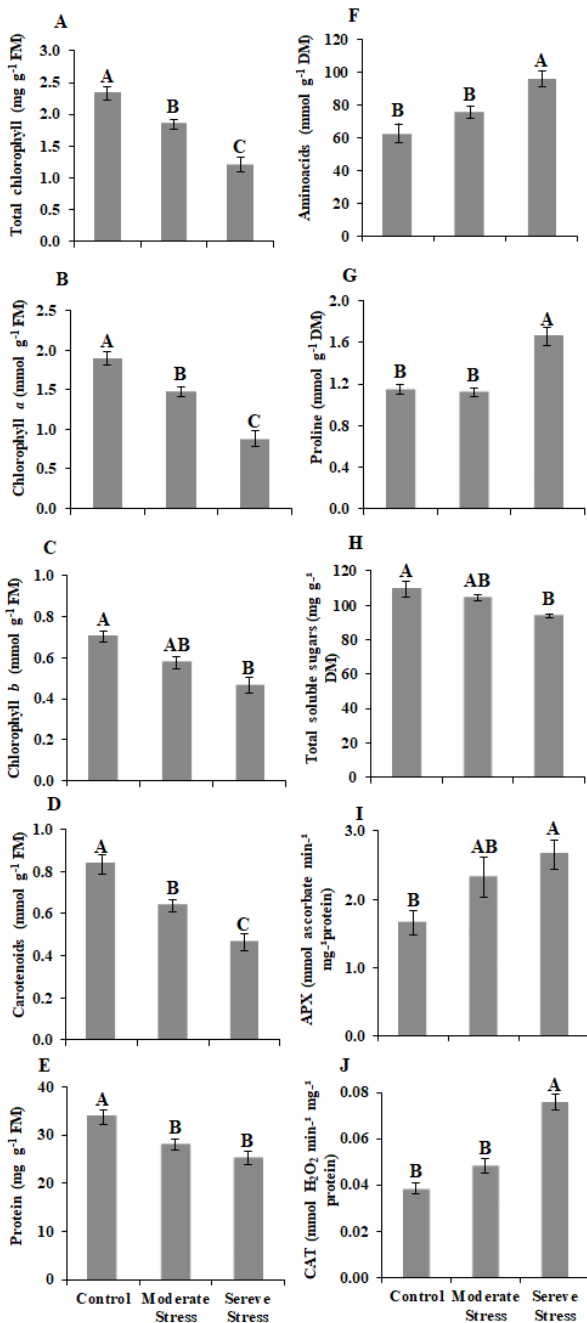 A
Total chlorophyll (mg g-1 FM)
3.0
2.5
2.0
1.5
1.0
0.5
0.0
A
B
C
B
Chlorophyll a (mmol g-1 FM)
2.5
2.0
1.5
1.0
0.5
0.0
A
B
C
C
Chlorophyll b (mmol g-1 FM)
1.0
0.8
0.6
0.4
0.2
0.0
A
AB
B
D
Carotenoids (mmol g-1 FM)
1.0
0.8
0.6
0.4
0.2
0.0
A
B
C
E
Protein (mg g-1 FM)
40
30
20
10
0
A
B
B
Control
Moderate
Stress
Sereve
Stress
F
Aminoacids (mmol g-1 DM)
120
100
80
60
40
20
0
B
B
A
G
Proline (mmol g-1 DM)
2.0
1.6
1.2
0.8
0.4
0.0
B
B
A
H
Total soluble sugars (mg g-1
DM)
120
100
80
60
40
20
0
A
AB
B
I
APX (mmol ascorbate min-1
mg-1protein)
3.0
2.0
1.0
0.0
B
AB
A
J
CAT (mmol H2O2 min-1 mg-1
protein)
0.08
0.06
0.04
0.02
0.00
B
B
A
Control
Moderate
Stress
Sereve
Stress